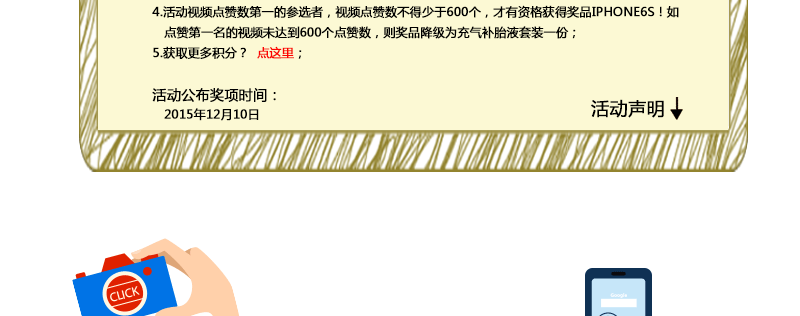 4.活动视频点赞数第一的参选者，视频点赞数不得少于600个，才有资格获得奖品IPHONE6S！如
点赞第一名的视频未达到600个点赞数，则奖品降级为充气补胎液套装一份；
5.获取更多积分？ 点这里；
活动公布奖项时间：
2015年12月10日
活动声明
CLICK
Google